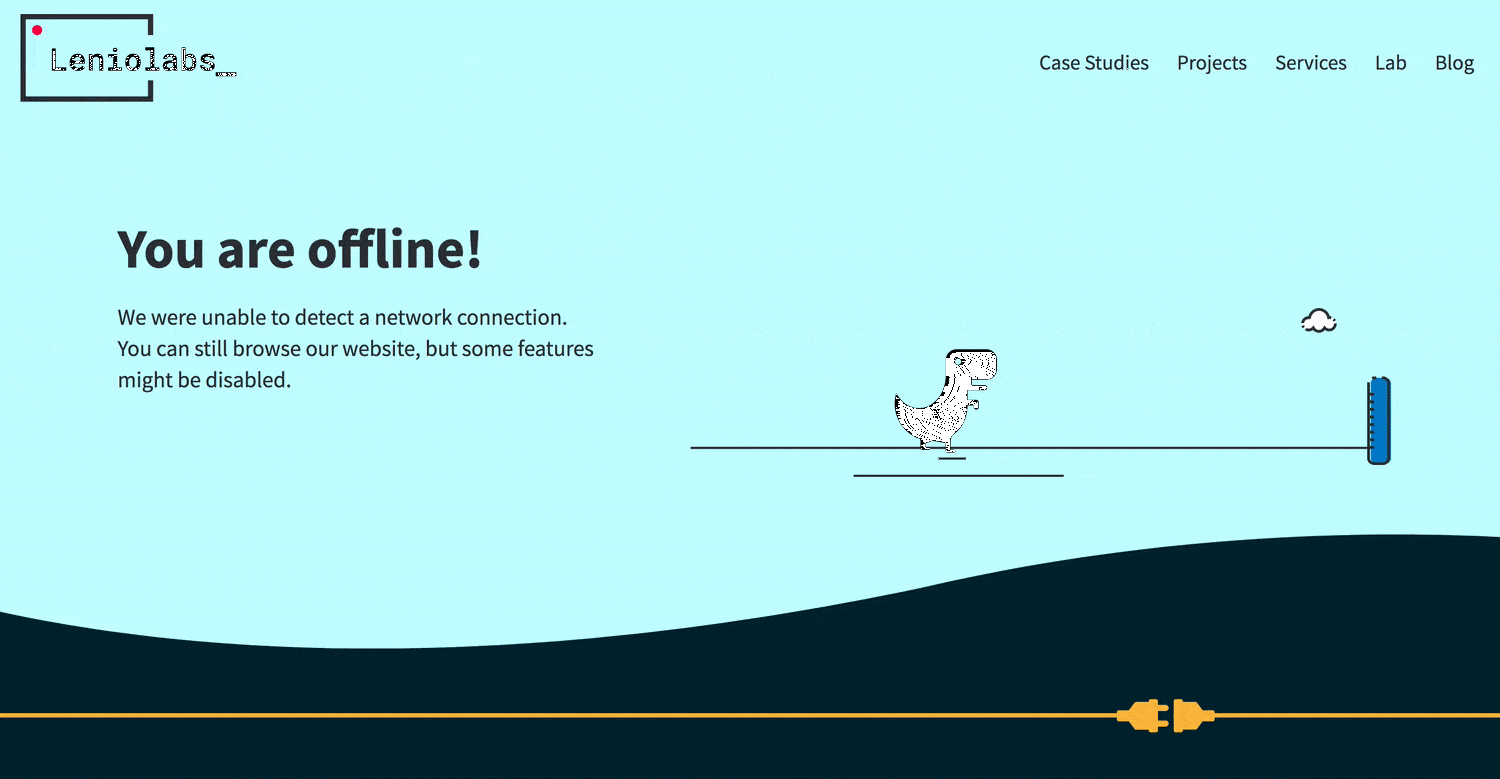 Leniolabs_
Case Studies Projects Services Lab Blog
You are offline!
We were unable to detect a network connection.
You can still browse our website, but some features
might be disabled.